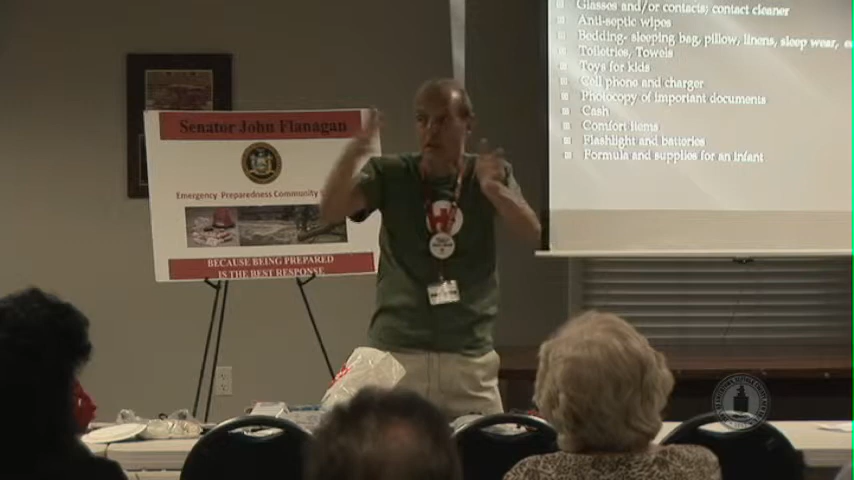 Senator John Flanagan
Emergency Preparedness Community
BECAUSE BEING PREPARED
IS THE BEST RESPONSE
Glasses and/or contacts; contact cleaner
Anti-septic wipes
Bedding- sleeping bag, pillow, linens, sleep wear,
Toiletries, Towels
Toys for kids
Cell phone and charger
Photocopy of important documents
Cash
Comfort items
Flashlight and batteries
Formula and supplies for an infant